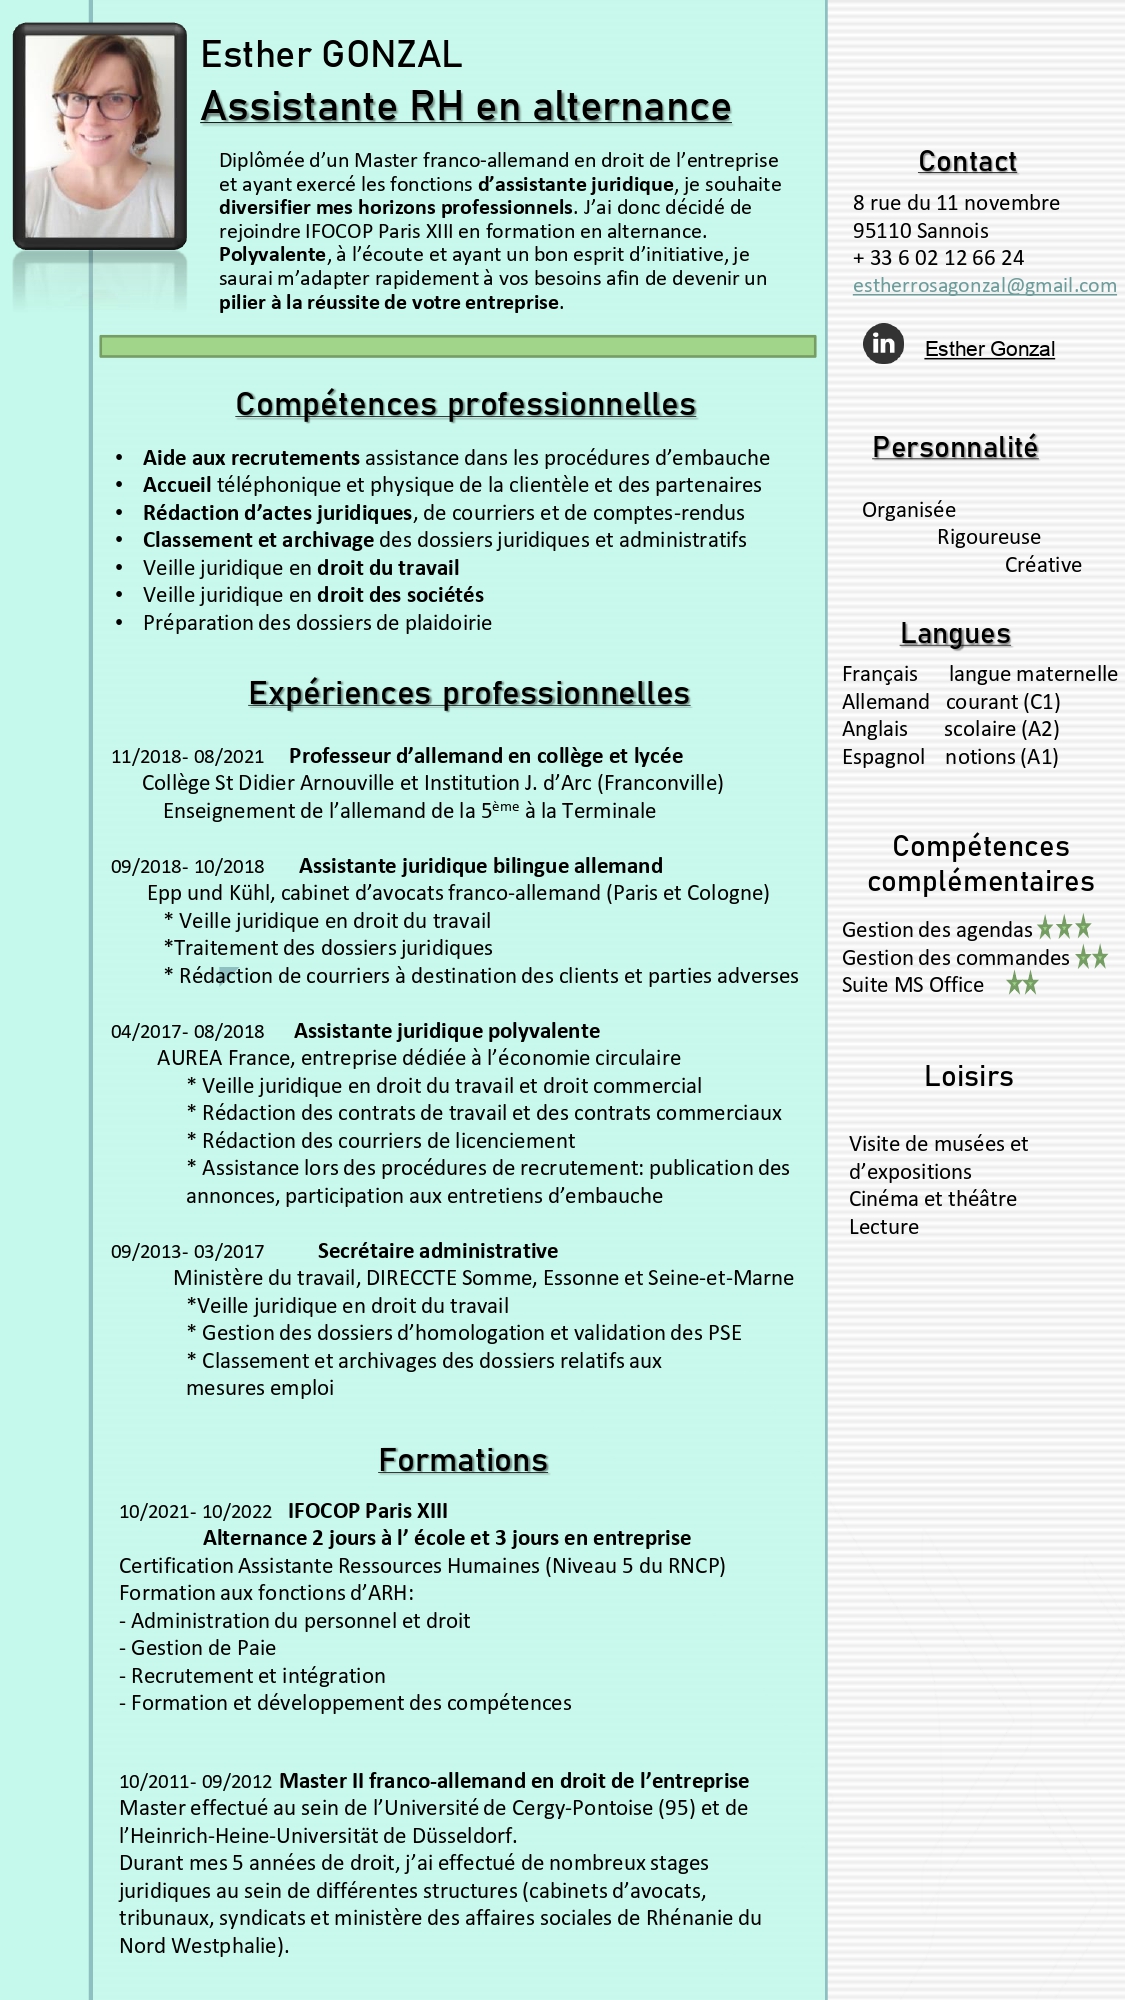 Esther GONZAL
Assistante RH en alternance
Diplômée d’un Master franco-allemand en droit de l’entreprise
et ayant exercé les fonctions d’assistante juridique, je souhaite
diversifier mes horizons professionnels. J’ai donc décidé de
rejoindre IFOCOP Paris XIII en formation en alternance.
Polyvalente, à l’écoute et ayant un bon esprit d’initiative, je
saurai m’adapter rapidement à vos besoins afin de devenir un
pilier à la réussite de votre entreprise.
Compétences professionnelles
• Aide aux recrutements assistance dans les procédures d’embauche
• Accueil téléphonique et physique de la clientèle et des partenaires
• Rédaction d’actes juridiques, de courriers et de comptes-rendus
• Classement et archivage des dossiers juridiques et administratifs
• Veille juridique en droit du travail
• Veille juridique en droit des sociétés
• Préparation des dossiers de plaidoirie
Expériences professionnelles
11/2018- 08/2021 Professeur d’allemand en collège et lycée
Collège St Didier Arnouville et Institution J. d’Arc (Franconville)
Enseignement de l’allemand de la 5ème à la Terminale
09/2018- 10/2018 Assistante juridique bilingue allemand
Epp und Kühl, cabinet d’avocats franco-allemand (Paris et Cologne)
* Veille juridique en droit du travail
*Traitement des dossiers juridiques
* Rédaction de courriers à destination des clients et parties adverses
04/2017- 08/2018 Assistante juridique polyvalente
AUREA France, entreprise dédiée à l’économie circulaire
* Veille juridique en droit du travail et droit commercial
* Rédaction des contrats de travail et des contrats commerciaux
* Rédaction des courriers de licenciement
* Assistance lors des procédures de recrutement: publication des
annonces, participation aux entretiens d’embauche
09/2013- 03/2017 Secrétaire administrative
Ministère du travail, DIRECCTE Somme, Essonne et Seine-et-Marne
*Veille juridique en droit du travail
* Gestion des dossiers d’homologation et validation des PSE
* Classement et archivages des dossiers relatifs aux
mesures emploi
Formations
10/2021- 10/2022 IFOCOP Paris XIII
Alternance 2 jours à l’ école et 3 jours en entreprise
Certification Assistante Ressources Humaines (Niveau 5 du RNCP)
Formation aux fonctions d’ARH:
- Administration du personnel et droit
- Gestion de Paie
- Recrutement et intégration
- Formation et développement des compétences
10/2011- 09/2012 Master II franco-allemand en droit de l’entreprise
Master effectué au sein de l’Université de Cergy-Pontoise (95) et de
l’Heinrich-Heine-Universität de Düsseldorf.
Durant mes 5 années de droit, j’ai effectué de nombreux stages
juridiques au sein de différentes structures (cabinets d’avocats,
tribunaux, syndicats et ministère des affaires sociales de Rhénanie du
Nord Westphalie).
Contact
8 rue du 11 novembre
95110 Sannois
+ 33 6 02 12 66 24
estherrosagonzal@gmail.com
in Esther Gonzal
Personnalité
Organisée
Rigoureuse
Créative
Langues
Français langue maternelle
Allemand courant (C1)
Anglais scolaire (A2)
Espagnol notions (A1)
Compétences
complémentaires
Gestion des agendas
Gestion des commandes
Suite MS Office
Loisirs
Visite de musées et
d’expositions
Cinéma et théâtre
Lecture